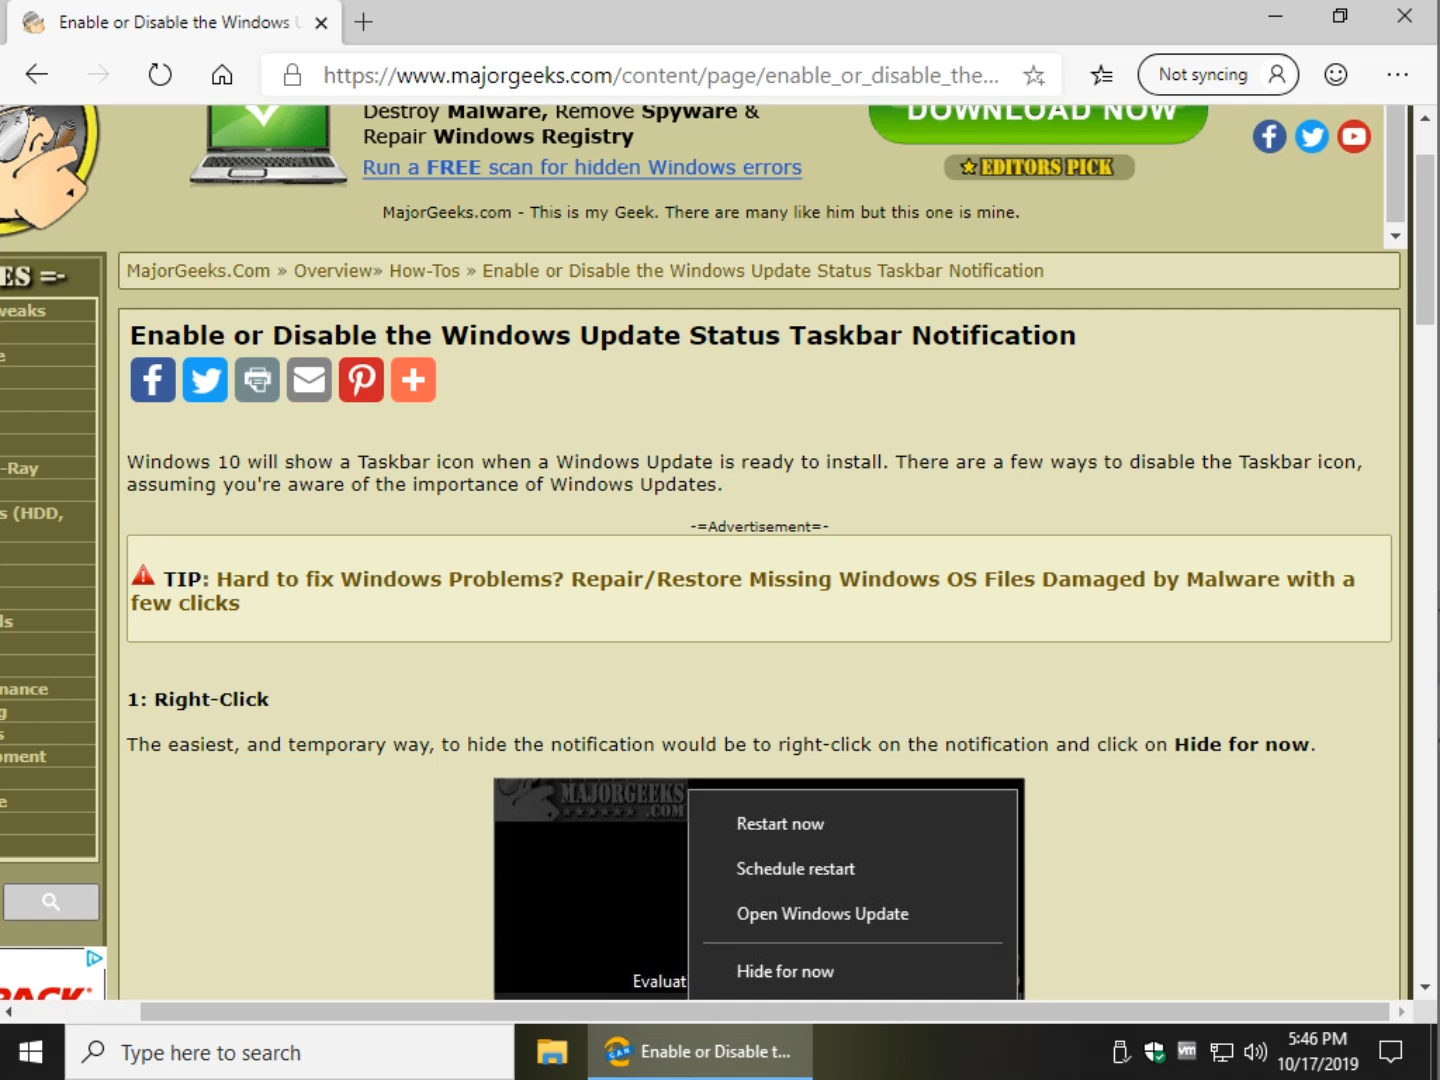 Enable or Disable the Windows U
https://www.majorgeeks.com/content/page/enable_or_disable_the...
Not syncing
Destroy Malware, Remove Spyware &
Repair Windows Registry
Run a FREE scan for hidden Windows errors
DOWNLOAD NOW
EDITORS PICK
MajorGeeks.com - This is my Geek. There are many like him but this one is mine.
ES =-
weaks
e
-Ray
s (HDD,
ls
nance
g
s
oment
e
MajorGeeks.Com » Overview» How-Tos » Enable or Disable the Windows Update Status Taskbar Notification
Enable or Disable the Windows Update Status Taskbar Notification
Windows 10 will show a Taskbar icon when a Windows Update is ready to install. There are a few ways to disable the Taskbar icon,
assuming you're aware of the importance of Windows Updates.
-=Advertisement=-
TIP: Hard to fix Windows Problems? Repair/Restore Missing Windows OS Files Damaged by Malware with a
few clicks
1: Right-Click
The easiest, and temporary way, to hide the notification would be to right-click on the notification and click on Hide for now.
MAJORGEEKS
.COM
Restart now
Schedule restart
Open Windows Update
Hide for now
Evaluat
PACK
Type here to search
CAN
Enable or Disable t...
vm
5:46 PM
10/17/2019